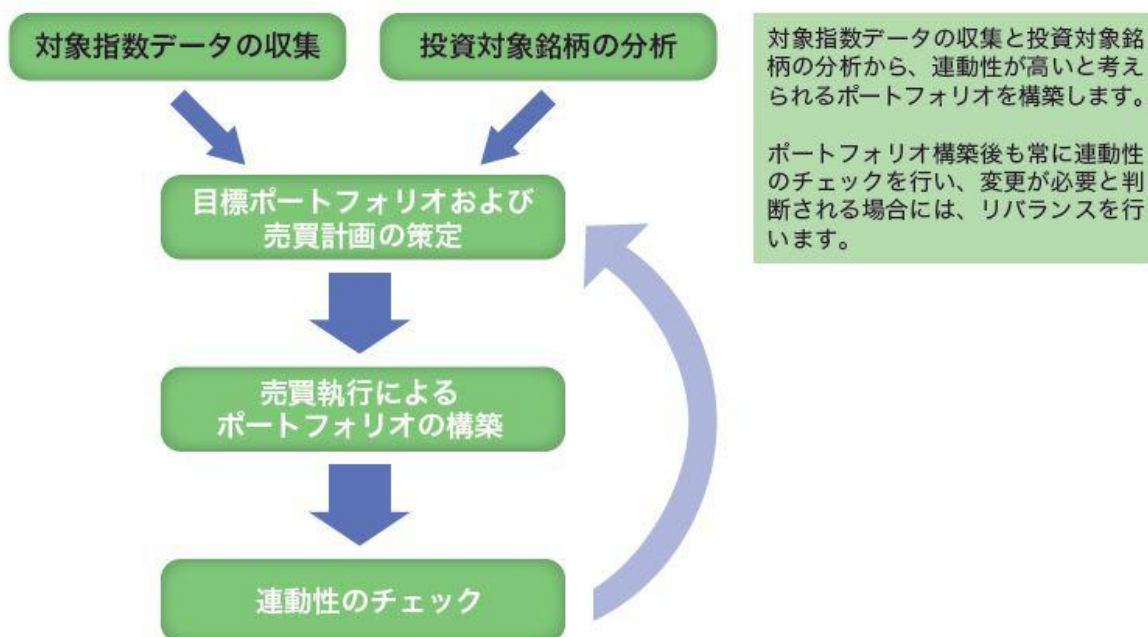 対象指数データの収集
投資対象銘柄の分析
対象指数データの収集と投資対象銘
柄の分析から、連動性が高いと考え
られるポートフォリオを構築します。
ポートフォリオ構築後も常に連動性
のチェックを行い、変更が必要と判
断される場合には、リバランスを行
います。
目標ポートフォリオおよび
売買計画の策定
売買執行による
ポートフォリオの構築
連動性のチェック